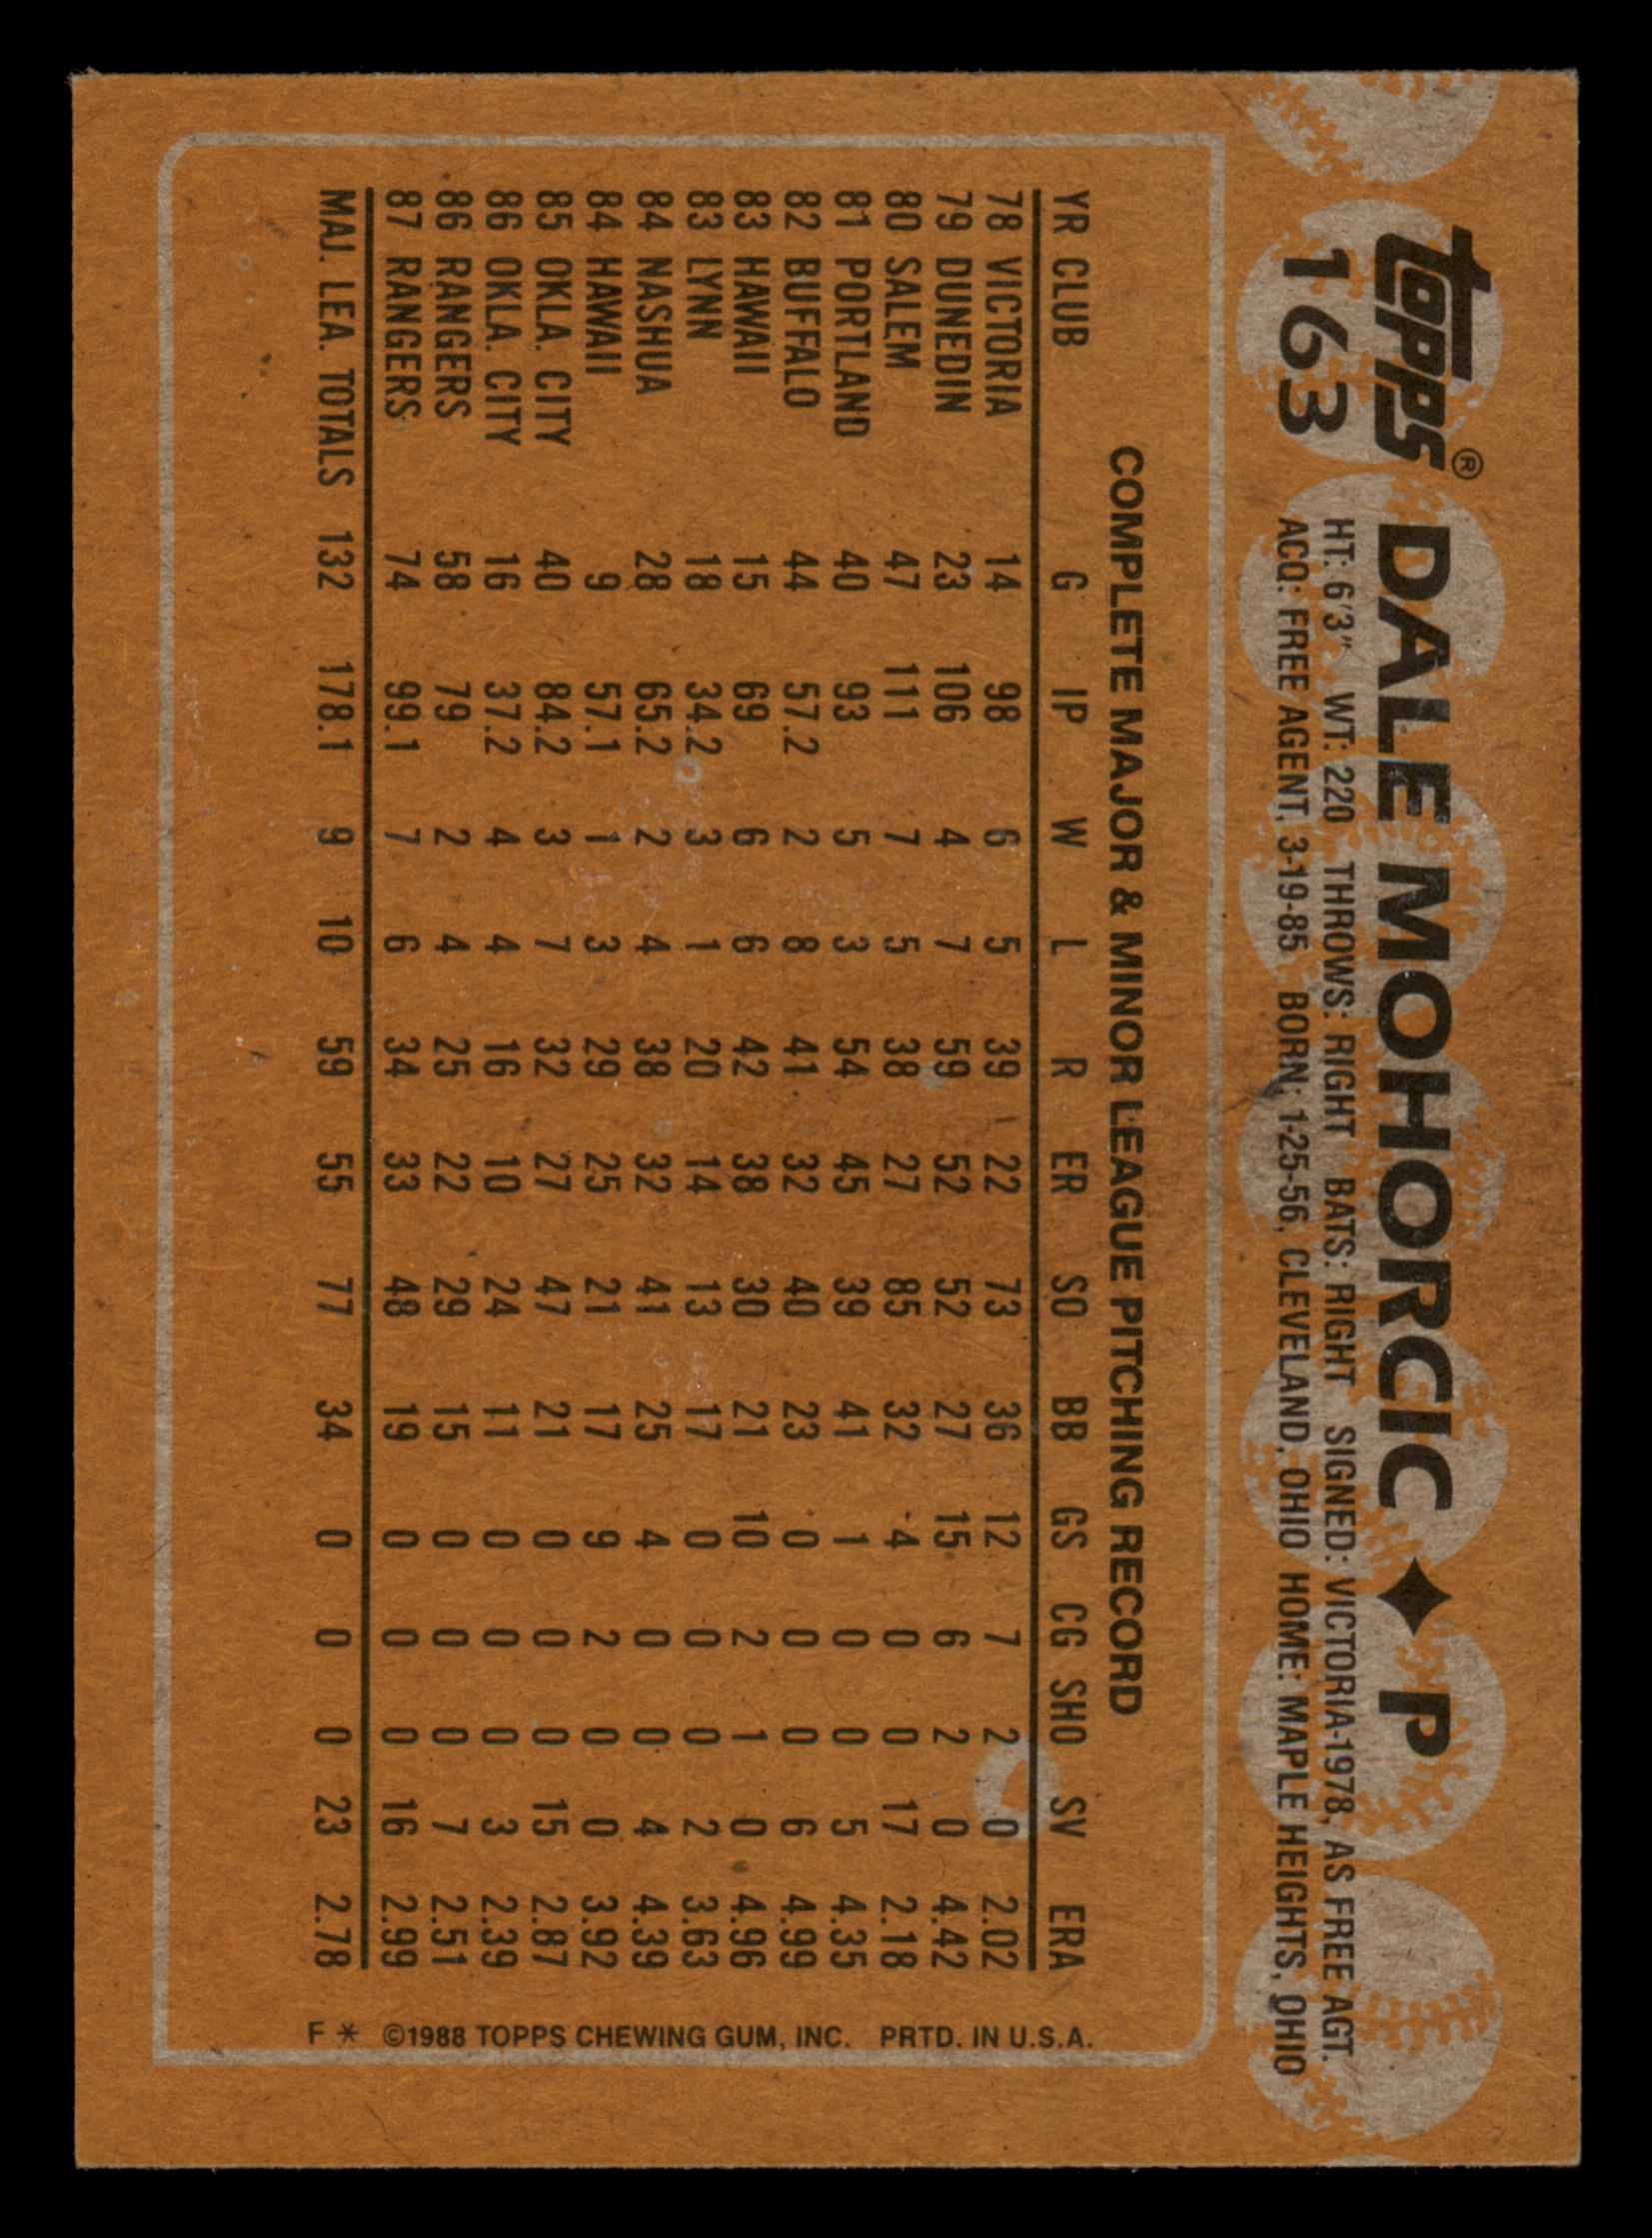 topps®
163
DALE MOHORCIC ♦ P
HT: 6'3" WT: 220 THROWS: RIGHT BATS: RIGHT SIGNED: VICTORIA-1978, AS FREE AGT.
ACQ: FREE AGENT, 3-19-85 BORN: 1-25-56, CLEVELAND, OHIO HOME: MAPLE HEIGHTS, OHIO
COMPLETE MAJOR & MINOR LEAGUE PITCHING RECORD
YR CLUB G IP W L R ER SO BB GS CG SHO SV ERA
78 VICTORIA 14 98 6 5 39 22 73 36 12 7 2 0 2.02
79 DUNEDIN 23 106 4 7 59 52 52 27 15 6 2 0 4.42
80 SALEM 47 111 7 5 38 27 85 32 4 0 0 17 2.18
81 PORTLAND 40 93 5 3 54 45 39 41 1 0 0 5 4.35
82 BUFFALO 44 57.2 2 8 41 32 40 23 0 0 0 6 4.99
83 HAWAII 15 69 6 6 42 38 30 21 10 2 1 0 4.96
83 LYNN 18 34.2 3 1 20 14 13 17 0 0 0 2 3.63
84 NASHUA 28 65.2 2 4 38 32 41 25 4 0 0 4 4.39
84 HAWAII 9 57.1 1 3 29 25 21 17 9 2 0 0 3.92
85 OKLA. CITY 40 84.2 3 7 32 27 47 21 0 0 0 15 2.87
86 OKLA. CITY 16 37.2 4 4 16 10 24 11 0 0 0 3 2.39
86 RANGERS 58 79 2 4 25 22 29 15 0 0 0 7 2.51
87 RANGERS 74 99.1 7 6 34 33 48 19 0 0 0 16 2.99
MAJ. LEA. TOTALS 132 178.1 9 10 59 55 77 34 0 0 0 23 2.78
F* ©1988 TOPPS CHEWING GUM, INC. PRTD. IN U.S.A.